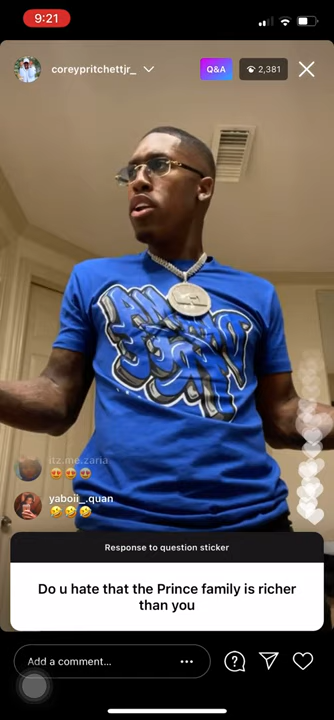 9:21
coreypritchettjr_
Q&A
2,381
itz.me.zaria
😍😍😍
yaboii_.quan
🤣🤣🤣
Response to question sticker
Do u hate that the Prince family is richer
than you
Add a comment...